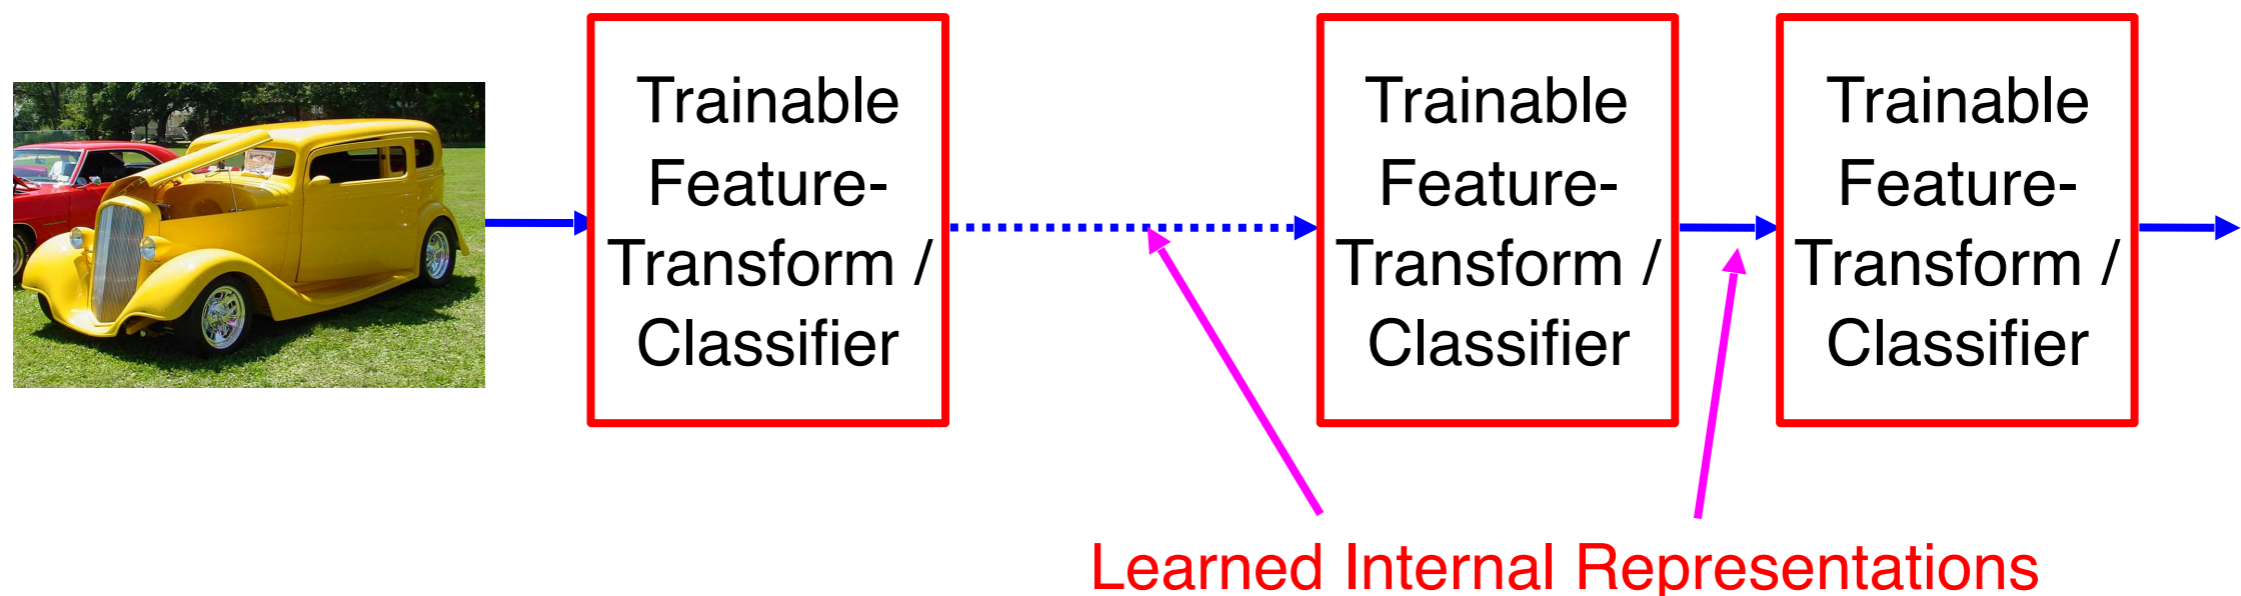 Trainable
Feature-
Transform /
Classifier
Trainable
Feature-
Transform /
Classifier
Trainable
Feature-
Transform /
Classifier
Learned Internal Representations